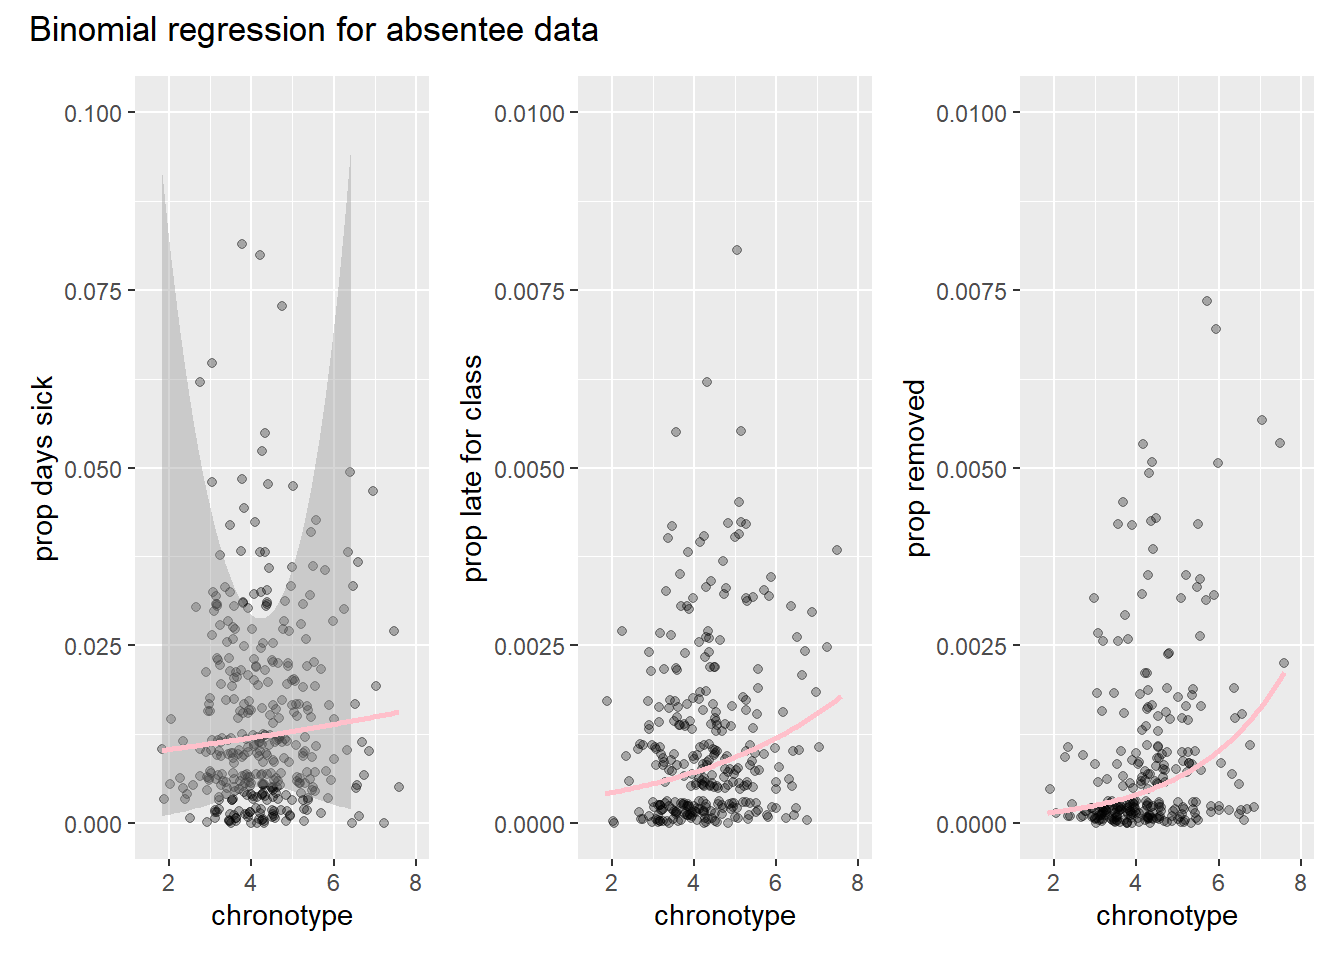 Binomial regression for absentee data
prop days sick
0.100
0.075
0.050
0.025
0.000
2 4 6 8
chronotype
prop late for class
0.0100
0.0075
0.0050
0.0025
0.0000
2 4 6 8
chronotype
prop removed
0.0100
0.0075
0.0050
0.0025
0.0000
2 4 6 8
chronotype